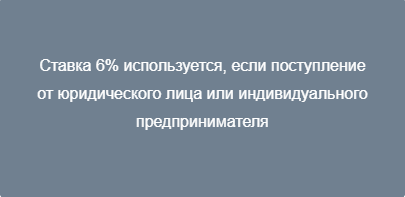 Ставка 6% используется, если поступление
от юридического лица или индивидуального
предпринимателя